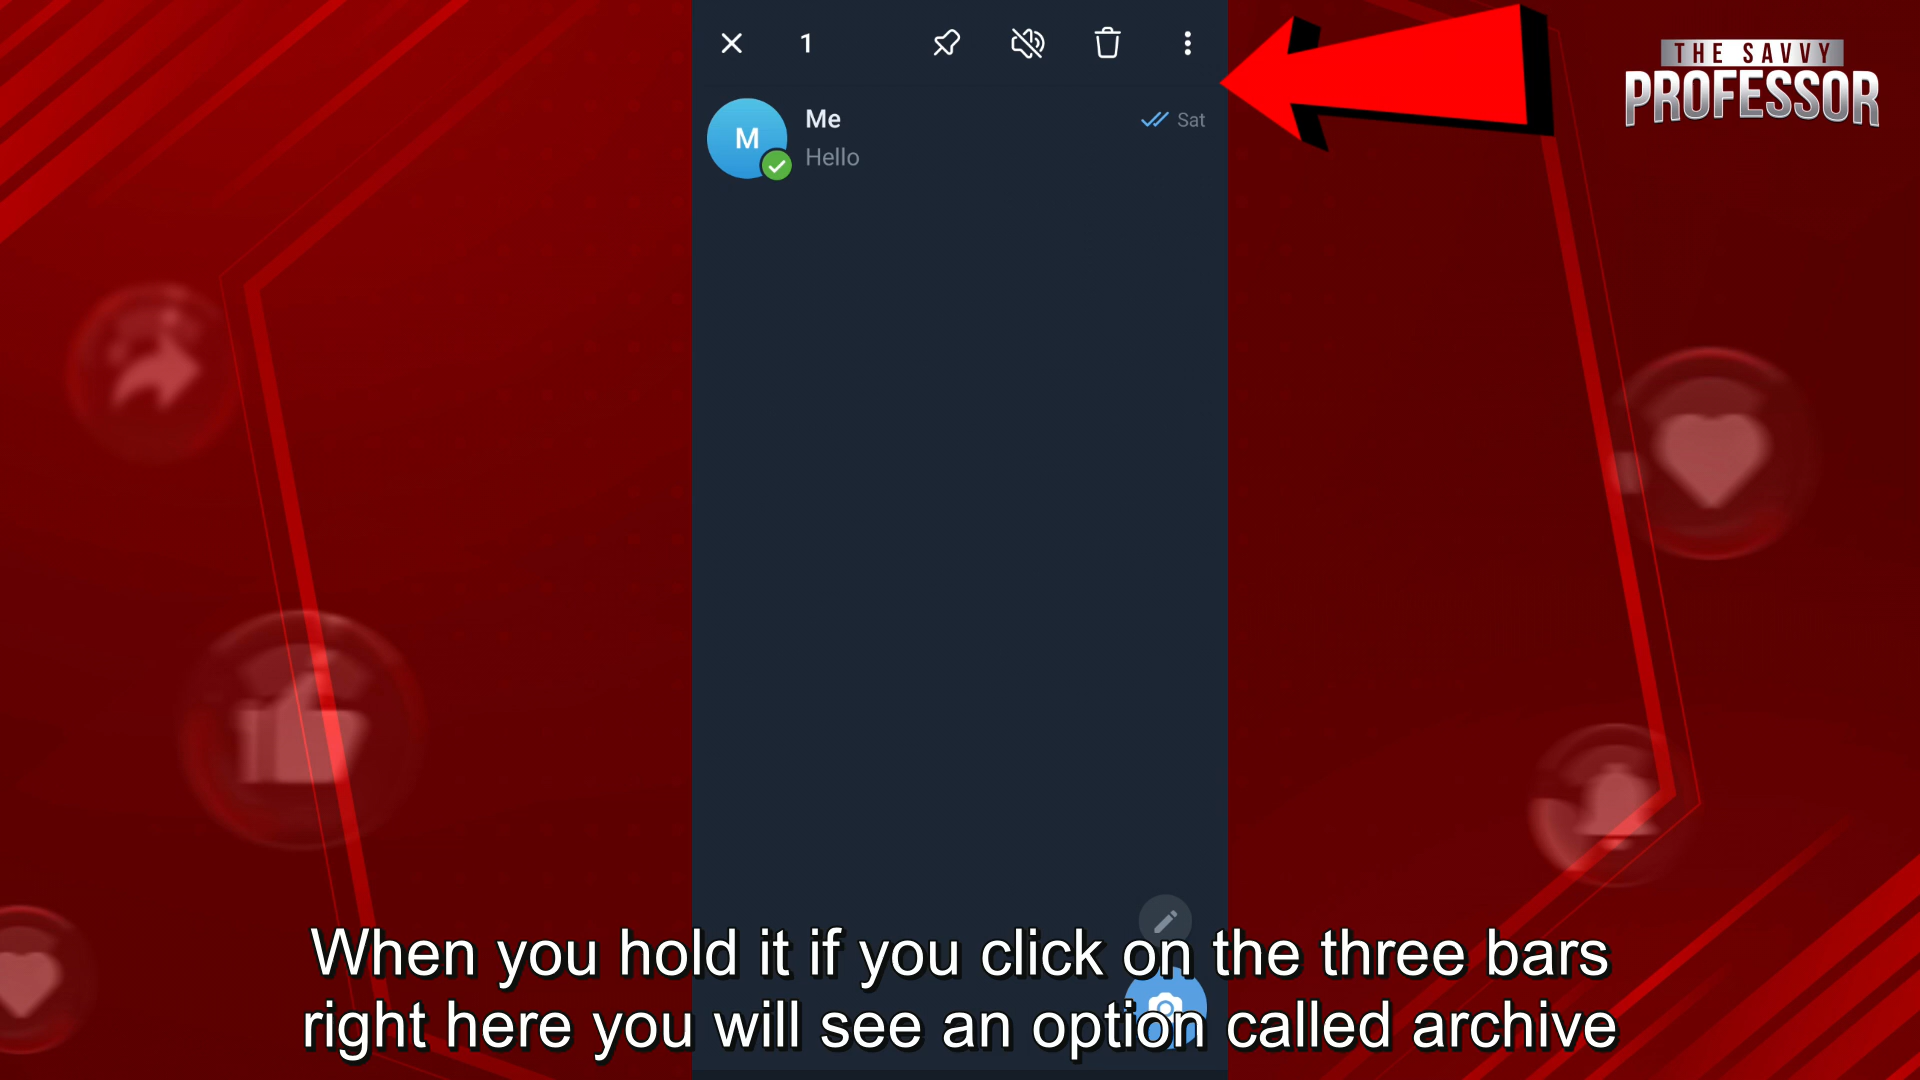 1
THE SAVVY
PROFESSOR
M
Me
Sat
Hello
When you hold it if you click on the three bars
right here you will see an option called archive